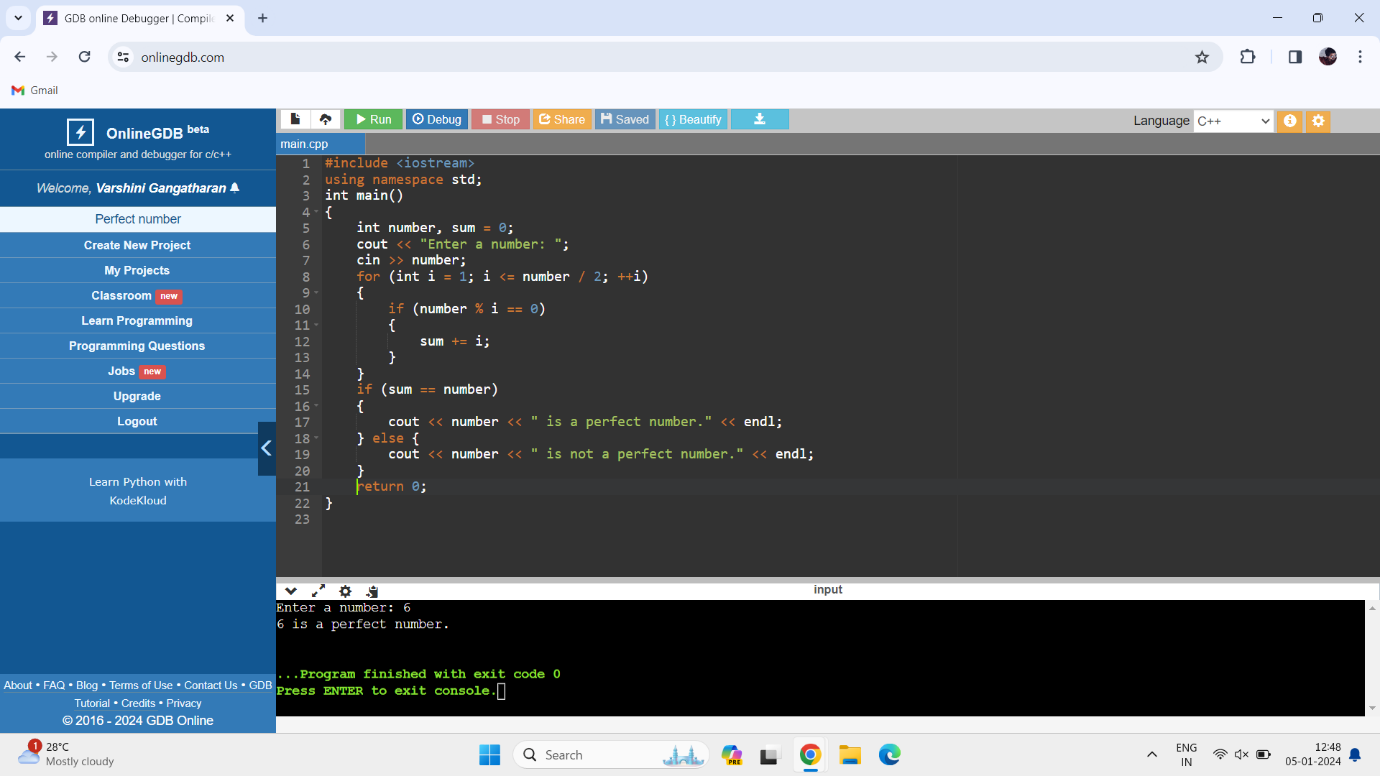 GDB online Debugger | Compil
onlinegdb.com
Gmail
OnlineGDB beta
online compiler and debugger for c/c++
Welcome, Varshini Gangatharan
Perfect number
Create New Project
My Projects
Classroom new
Learn Programming
Programming Questions
Jobs new
Upgrade
Logout
Learn Python with
KodeKloud
About • FAQ • Blog • Terms of Use • Contact Us • GDB
Tutorial • Credits • Privacy
© 2016 - 2024 GDB Online
Run Debug Stop Share Saved { } Beautify
Language C++
main.cpp
1 #include <iostream>
2 using namespace std;
3 int main()
4 {
5 int number, sum = 0;
6 cout << "Enter a number: ";
7 cin >> number;
8 for (int i = 1; i <= number / 2; ++i)
9 {
10 if (number % i == 0)
11 {
12 sum += i;
13 }
14 }
15 if (sum == number)
16 {
17 cout << number << " is a perfect number." << endl;
18 } else {
19 cout << number << " is not a perfect number." << endl;
20 }
21 return 0;
22 }
23
input
Enter a number: 6
6 is a perfect number.
...Program finished with exit code 0
Press ENTER to exit console.
1
28°C
Mostly cloudy
Search
PRE
ENG
IN
12:48
05-01-2024